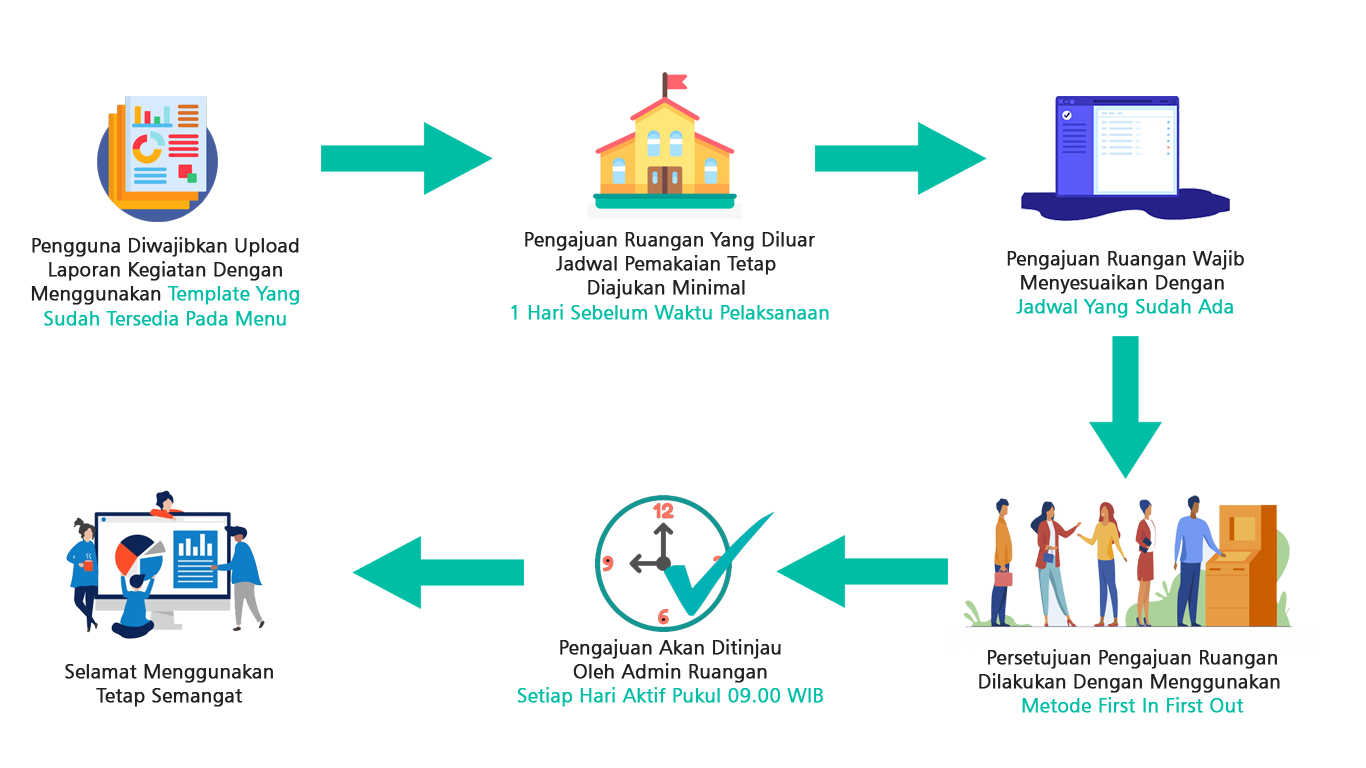 Pengguna Diwajibkan Upload
Laporan Kegiatan Dengan
Menggunakan Template Yang
Sudah Tersedia Pada Menu
Pengajuan Ruangan Yang Diluar
Jadwal Pemakaian Tetap
Diajukan Minimal
1 Hari Sebelum Waktu Pelaksanaan
Pengajuan Ruangan Wajib
Menyesuaikan Dengan
Jadwal Yang Sudah Ada
Persetujuan Pengajuan Ruangan
Dilakukan Dengan Menggunakan
Metode First In First Out
12
9
6
Pengajuan Akan Ditinjau
Oleh Admin Ruangan
Setiap Hari Aktif Pukul 09.00 WIB
Selamat Menggunakan
Tetap Semangat